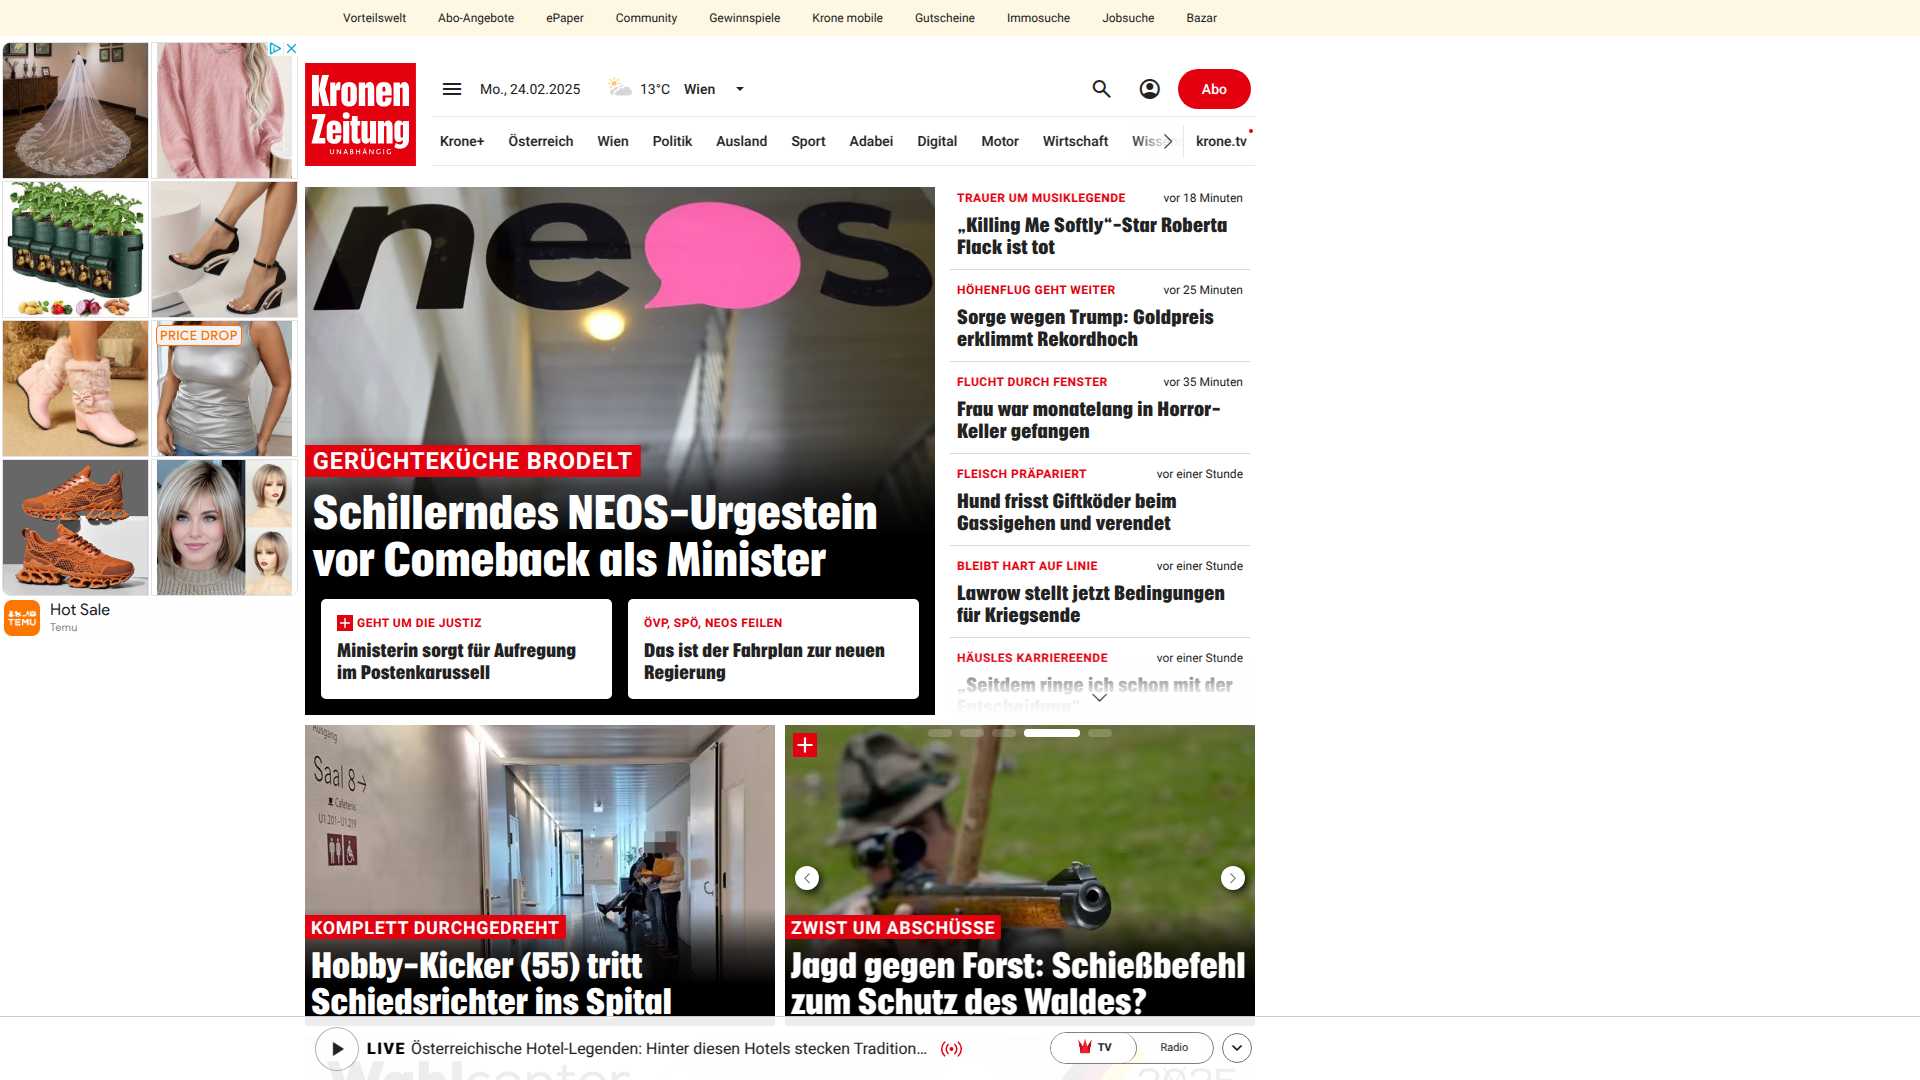 Vorteilswelt Abo-Angebote ePaper Community Gewinnspiele Krone mobile Gutscheine Immosuche Jobsuche Bazar
Kronen
Zeitung
UNABHÄNGIG
Mo., 24.02.2025 13°C Wien
Abo
Krone+ Österreich Wien Politik Ausland Sport Adabei Digital Motor Wirtschaft krone.tv
PRICE DROP
TEMU
Hot Sale
Temu
neos
GERÜCHTEKÜCHE BRODELT
Schillerndes NEOS-Urgestein
vor Comeback als Minister
GEHT UM DIE JUSTIZ
Ministerin sorgt für Aufregung
im Postenkarussell
ÖVP, SPÖ, NEOS FEILEN
Das ist der Fahrplan zur neuen
Regierung
TRAUER UM MUSIKLEGENDE vor 18 Minuten
„Killing Me Softly“-Star Roberta
Flack ist tot
HÖHENFLUG GEHT WEITER vor 25 Minuten
Sorge wegen Trump: Goldpreis
erklimmt Rekordhoch
FLUCHT DURCH FENSTER vor 35 Minuten
Frau war monatelang in Horror-
Keller gefangen
FLEISCH PRÄPARIERT vor einer Stunde
Hund frisst Giftköder beim
Gassigehen und verendet
BLEIBT HART AUF LINIE vor einer Stunde
Lawrow stellt jetzt Bedingungen
für Kriegsende
HÄUSLES KARRIEREENDE vor einer Stunde
„Seitdem ringe ich schon mit der
Entscheidung“
Ausgang
Saal 8→
Cafeteria
U1.201-U1.219
KOMPLETT DURCHGEDREHT
Hobby-Kicker (55) tritt
Schiedsrichter ins Spital
ZWIST UM ABSCHÜSSE
Jagd gegen Forst: Schießbefehl
zum Schutz des Waldes?
LIVE Österreichische Hotel-Legenden: Hinter diesen Hotels stecken Tradition...
TV Radio